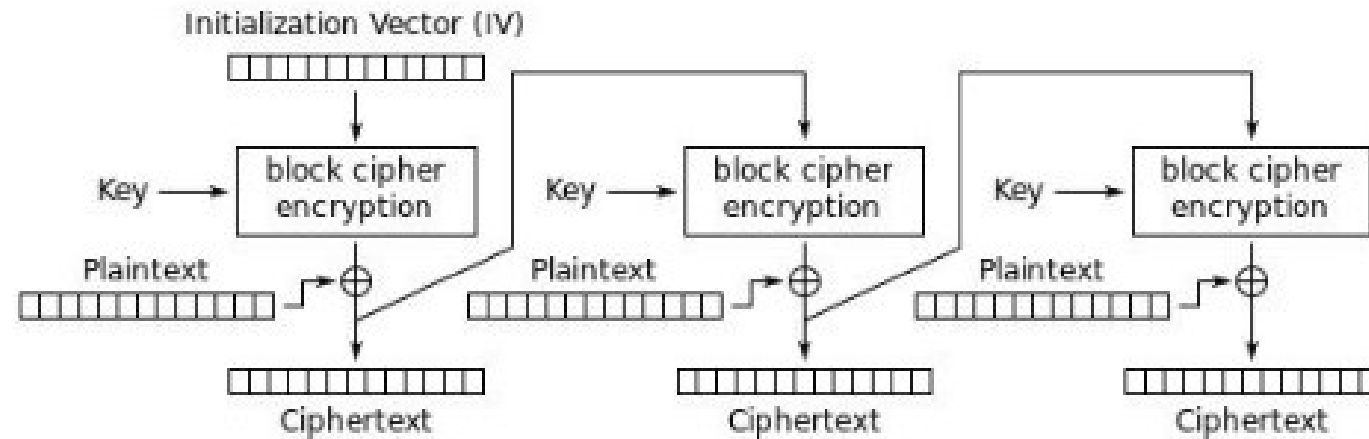 Initialization Vector (IV)
Key
block cipher
encryption
Key
block cipher
encryption
Key
block cipher
encryption
Plaintext
Plaintext
Plaintext
Ciphertext
Ciphertext
Ciphertext